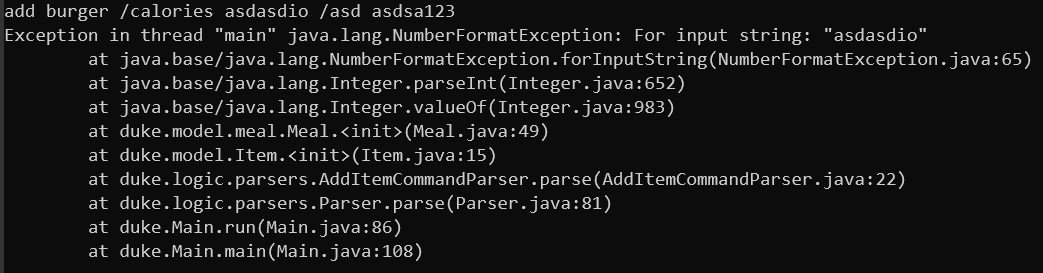 add burger /calories asdasdio /asd asdsa123
Exception in thread "main" java.lang.NumberFormatException: For input string: "asdasdio"
        at java.base/java.lang.NumberFormatException.forInputString(NumberFormatException.java:65)
        at java.base/java.lang.Integer.parseInt(Integer.java:652)
        at java.base/java.lang.Integer.valueOf(Integer.java:983)
        at duke.model.meal.Meal.<init>(Meal.java:49)
        at duke.model.Item.<init>(Item.java:15)
        at duke.logic.parsers.AddItemCommandParser.parse(AddItemCommandParser.java:22)
        at duke.logic.parsers.Parser.parse(Parser.java:81)
        at duke.Main.run(Main.java:86)
        at duke.Main.main(Main.java:108)